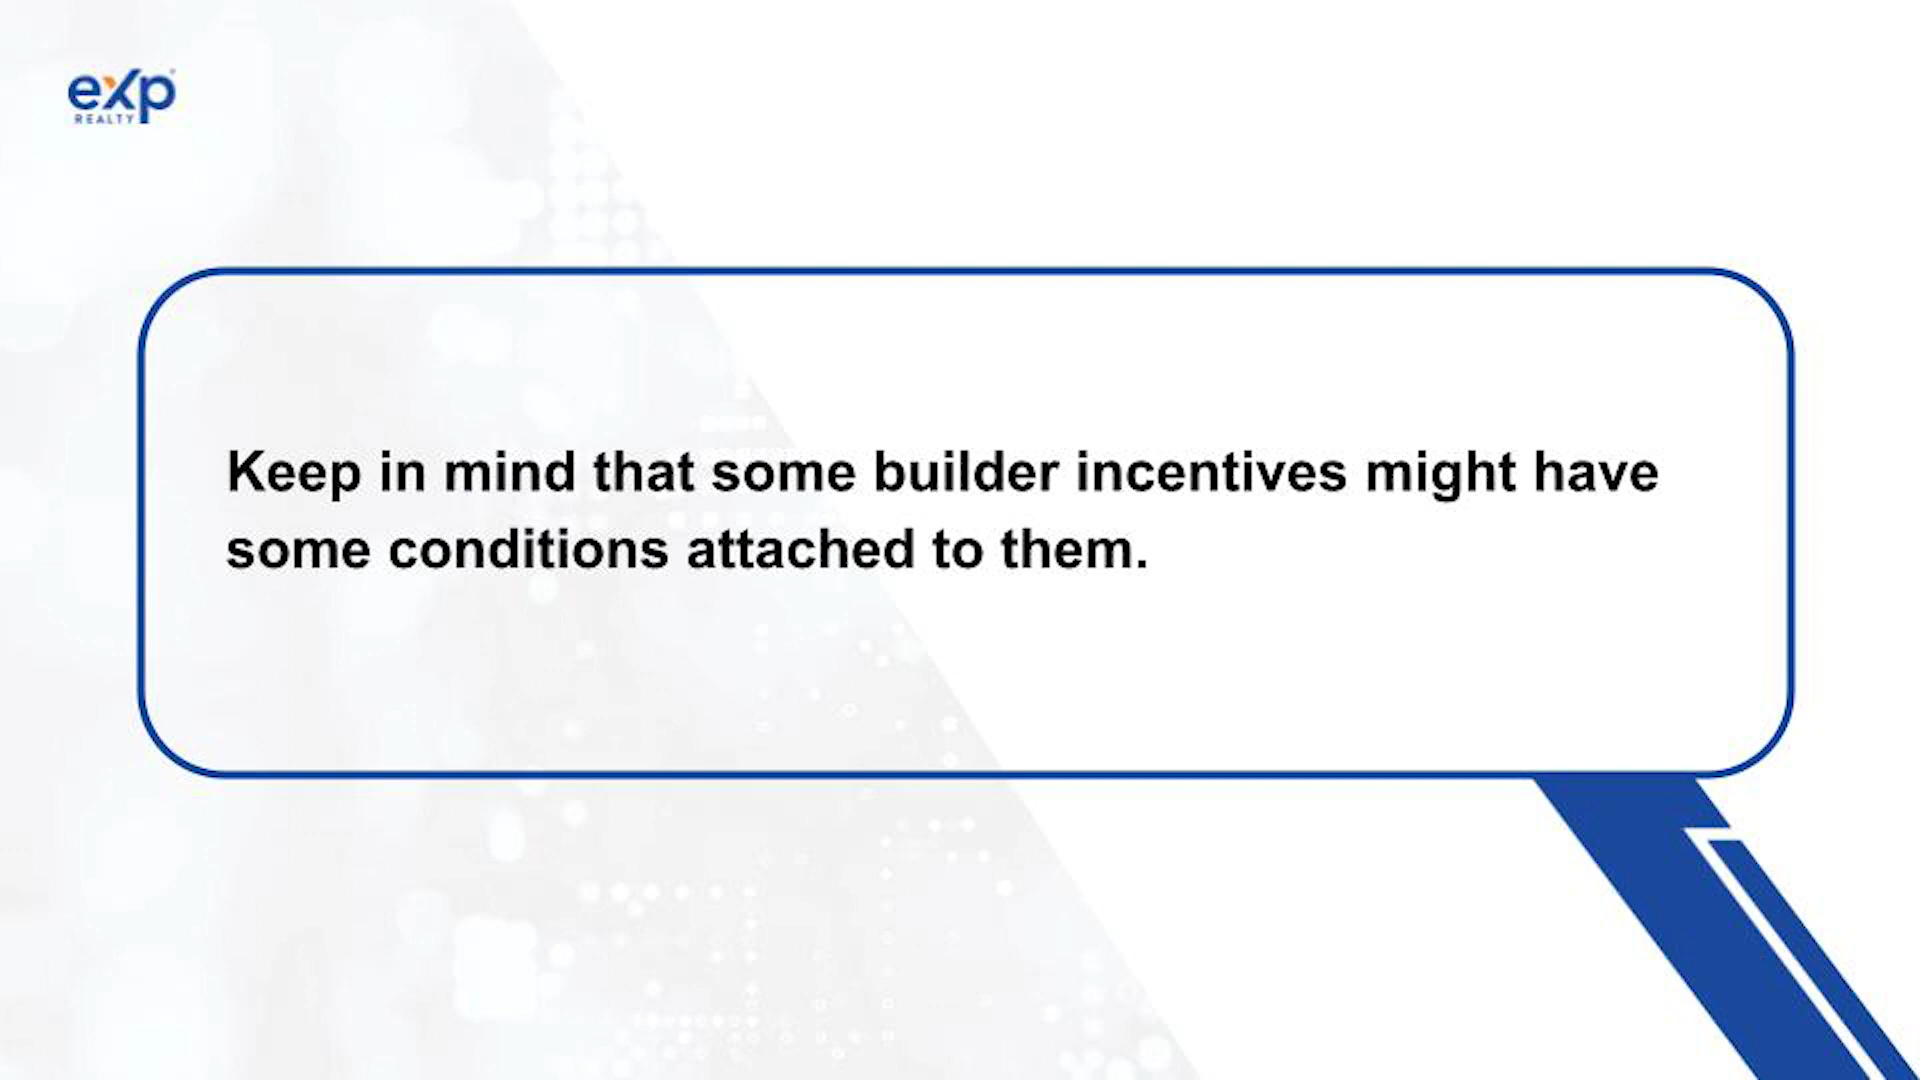 eXp
REALTY
Keep in mind that some builder incentives might have
some conditions attached to them.